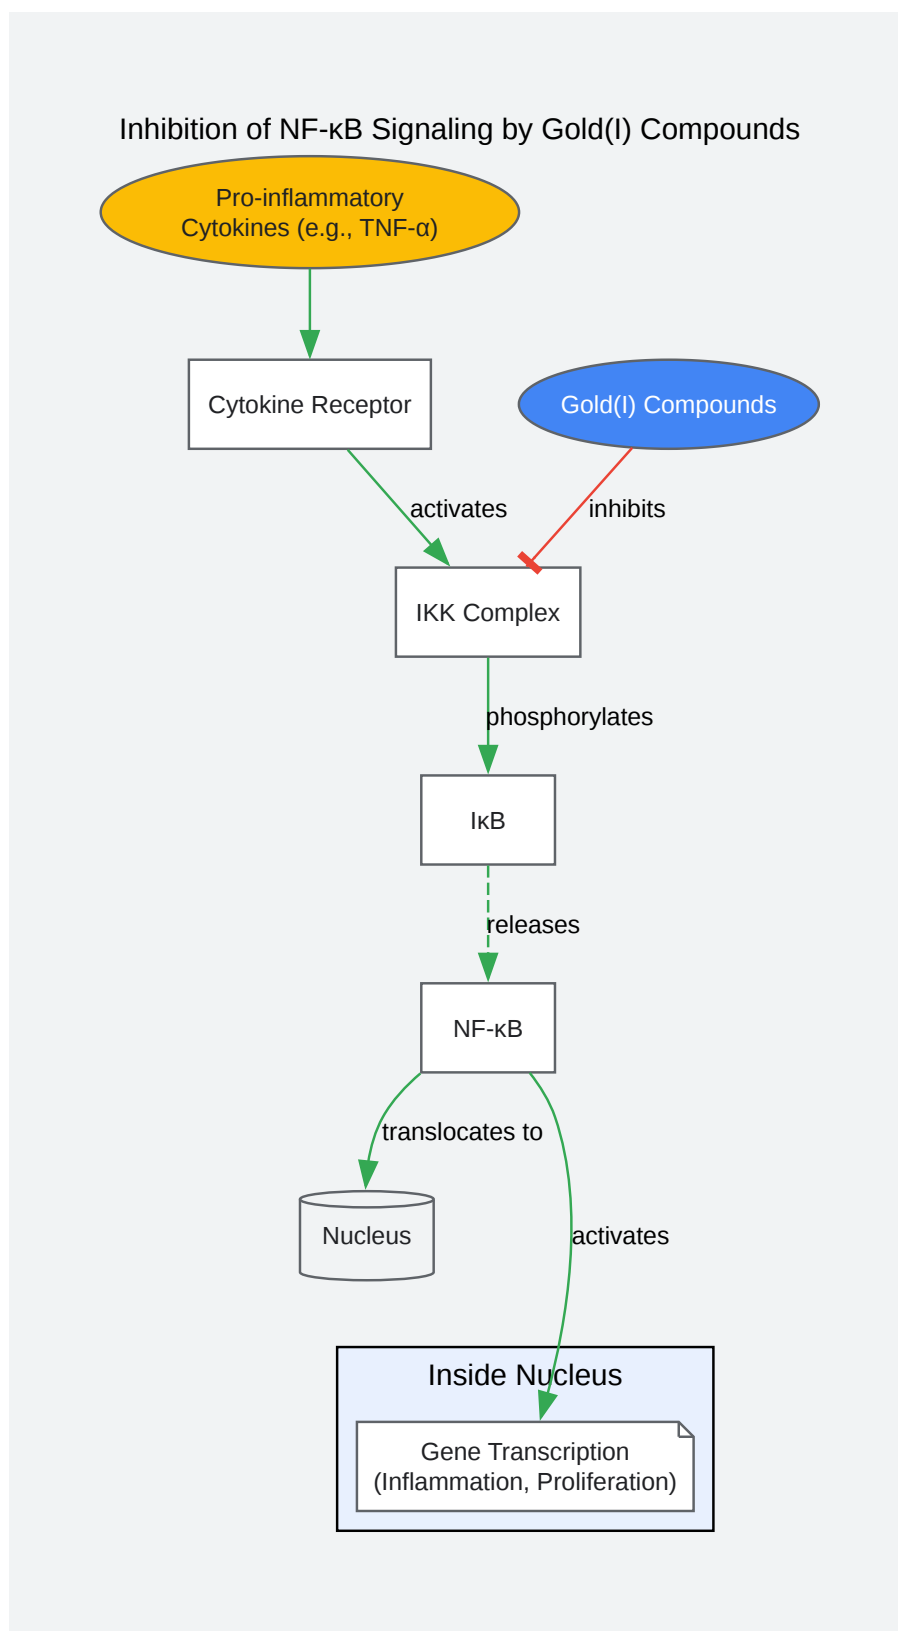 Inhibition of NF-κB Signaling by Gold(I) Compounds
Pro-inflammatory
Cytokines (e.g., TNF-α)
Cytokine Receptor
Gold(I) Compounds
activates
inhibits
IKK Complex
phosphorylates
IκB
releases
NF-κB
translocates to
Nucleus
activates
Inside Nucleus
Gene Transcription
(Inflammation, Proliferation)